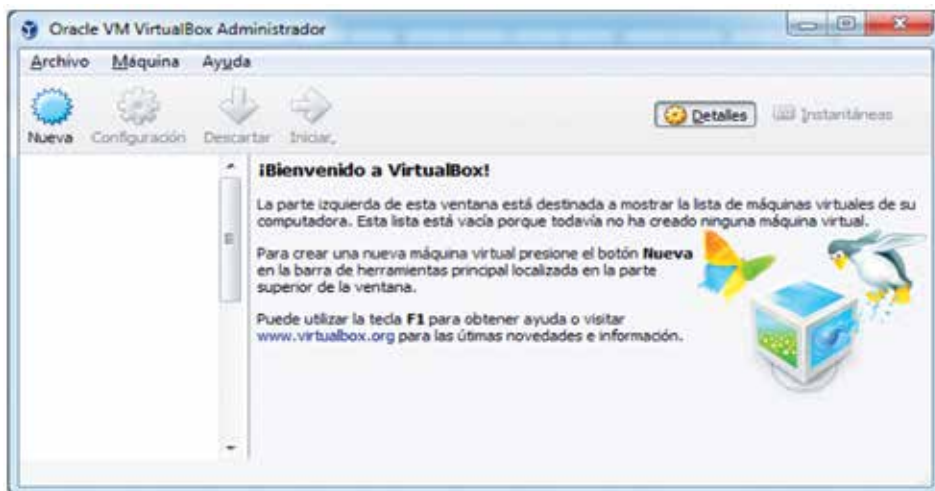 Oracle VM VirtualBox Administrador
Archivo Máquina Ayuda
Nueva Configuración Descartar Iniciar,
Detalles Instantáneas
¡Bienvenido a VirtualBox!
La parte izquierda de esta ventana está destinada a mostrar la lista de máquinas virtuales de su
computadora. Esta lista está vacía porque todavía no ha creado ninguna máquina virtual.
Para crear una nueva máquina virtual presione el botón Nueva
en la barra de herramientas principal localizada en la parte
superior de la ventana.
Puede utilizar la tecla F1 para obtener ayuda o visitar
www.virtualbox.org para las útimas novedades e información.